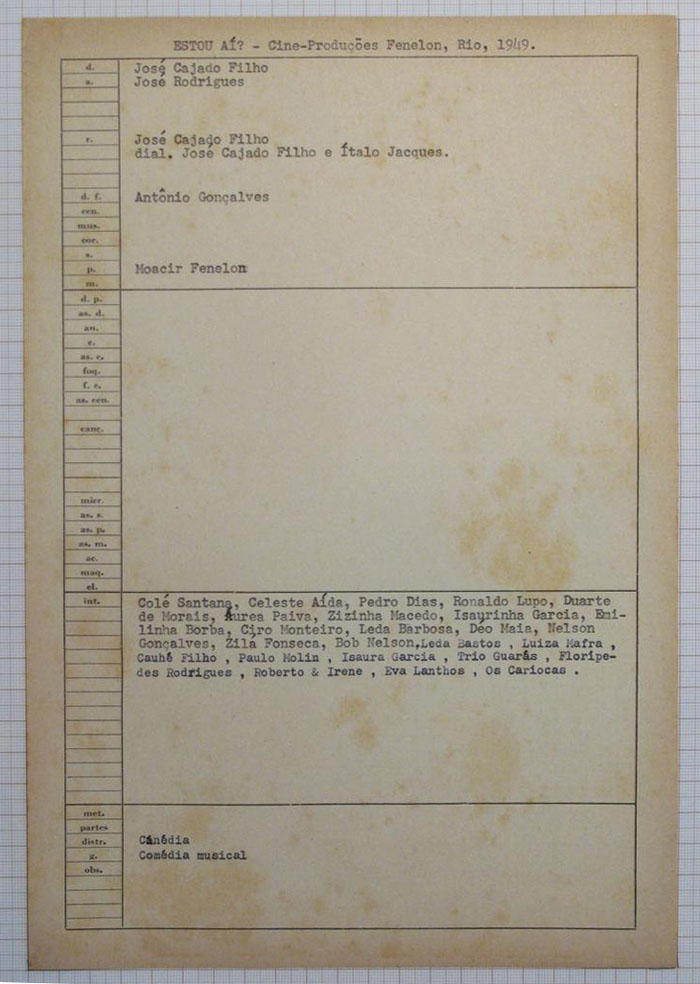 ESTOU AÍ? - Cine-Produções Fenelon, Rio, 1949.
d. José Cajado Filho
a. José Rodrigues
r. José Cajado Filho
dial. José Cajado Filho e Ítalo Jacques.
d. f. Antônio Gonçalves
cen.
mus.
cor.
s.
p. Moacir Fenelon
m.
d. p.
as. d.
an.
c.
as. c.
foq.
f. c.
as. cen.
canç.
micr.
as. s.
as. p.
as. m.
ac.
maq.
el.
int. Colé Santana, Celeste Aída, Pedro Dias, Ronaldo Lupo, Duarte
de Morais, Áurea Paiva, Zizinha Macedo, Isaurinha Garcia, Emi-
linha Borba, Ciro Monteiro, Leda Barbosa, Déo Maia, Nelson
Gonçalves, Zila Fonseca, Bob Nelson,Leda Bastos , Luiza Mafra ,
Cauhé Filho , Paulo Molin , Isaura Garcia , Trio Guarás , Floripe-
des Rodrigues , Roberto & Irene , Eva Lanthos , Os Cariocas .
met.
partes
distr. Cinédia
g. Comédia musical
obs.